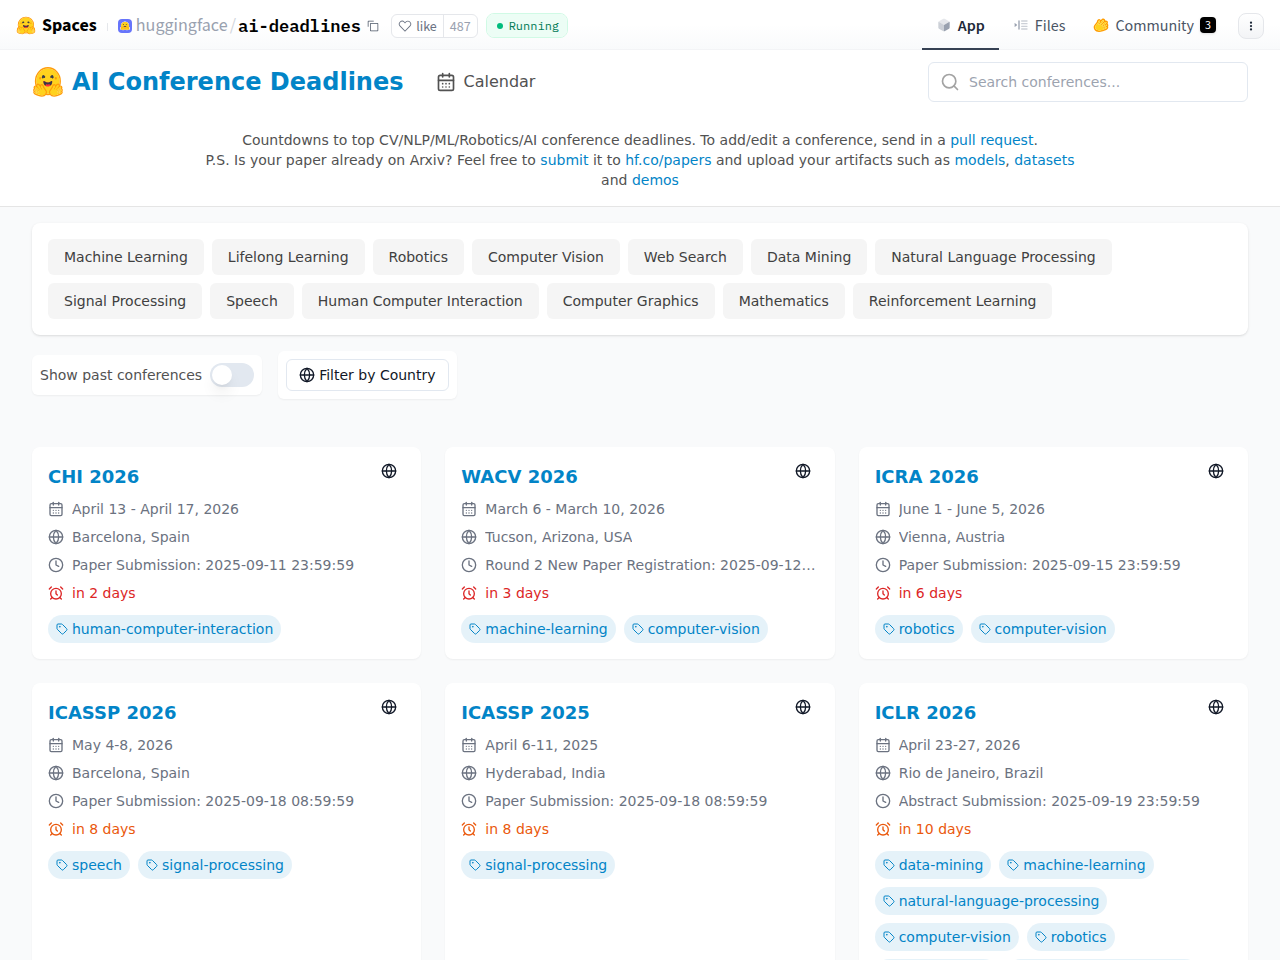 Spaces huggingface/ai-deadlines like 487 Running App Files Community 3
AI Conference Deadlines Calendar Search conferences...
Countdowns to top CV/NLP/ML/Robotics/AI conference deadlines. To add/edit a conference, send in a pull request.
P.S. Is your paper already on Arxiv? Feel free to submit it to hf.co/papers and upload your artifacts such as models, datasets
and demos
Machine Learning Lifelong Learning Robotics Computer Vision Web Search Data Mining Natural Language Processing
Signal Processing Speech Human Computer Interaction Computer Graphics Mathematics Reinforcement Learning
Show past conferences Filter by Country
CHI 2026
April 13 - April 17, 2026
Barcelona, Spain
Paper Submission: 2025-09-11 23:59:59
in 2 days
human-computer-interaction
WACV 2026
March 6 - March 10, 2026
Tucson, Arizona, USA
Round 2 New Paper Registration: 2025-09-12...
in 3 days
machine-learning computer-vision
ICRA 2026
June 1 - June 5, 2026
Vienna, Austria
Paper Submission: 2025-09-15 23:59:59
in 6 days
robotics computer-vision
ICASSP 2026
May 4-8, 2026
Barcelona, Spain
Paper Submission: 2025-09-18 08:59:59
in 8 days
speech signal-processing
ICASSP 2025
April 6-11, 2025
Hyderabad, India
Paper Submission: 2025-09-18 08:59:59
in 8 days
signal-processing
ICLR 2026
April 23-27, 2026
Rio de Janeiro, Brazil
Abstract Submission: 2025-09-19 23:59:59
in 10 days
data-mining machine-learning
natural-language-processing
computer-vision robotics